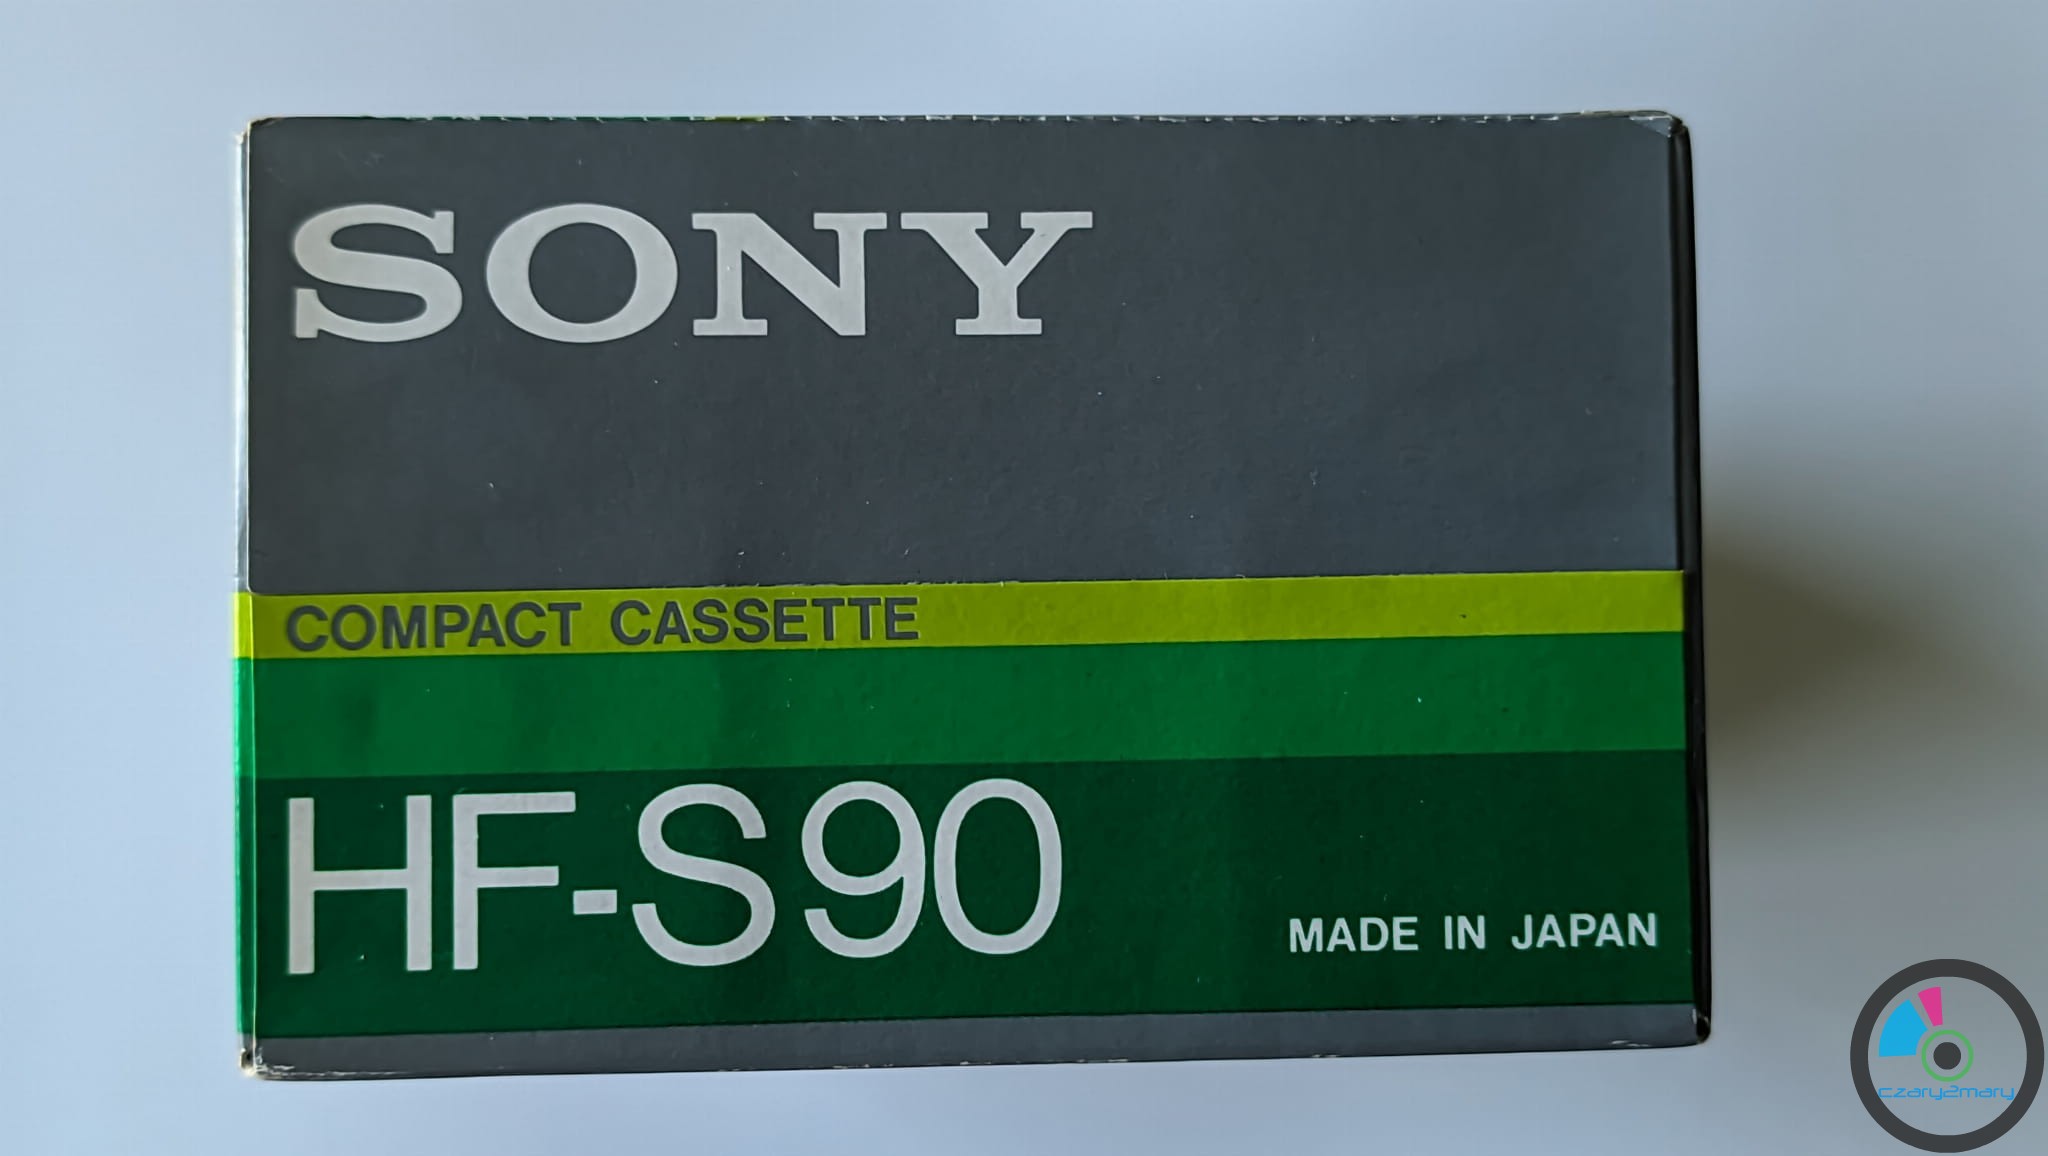 SONY
COMPACT CASSETTE
HF-S90
MADE IN JAPAN
czary2mary